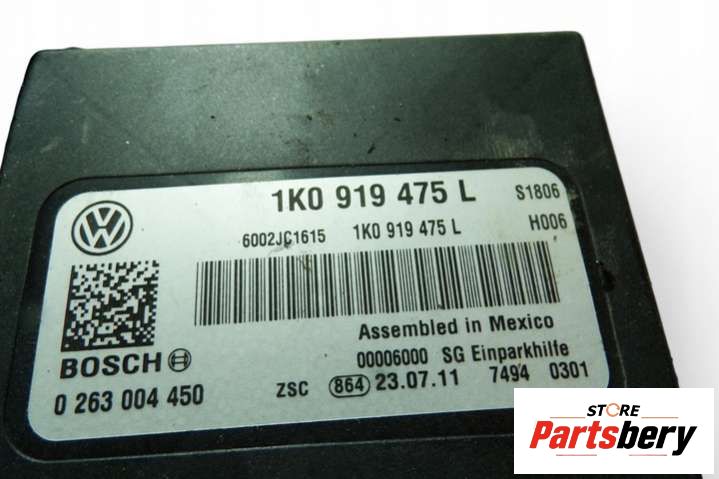 1K0 919 475 L S1806
6002JC1615 1K0 919 475 L H006
Assembled in Mexico
BOSCH 00006000 SG Einparkhilfe
0 263 004 450 ZSC 864 23.07.11 7494 0301
STORE
Partsbery